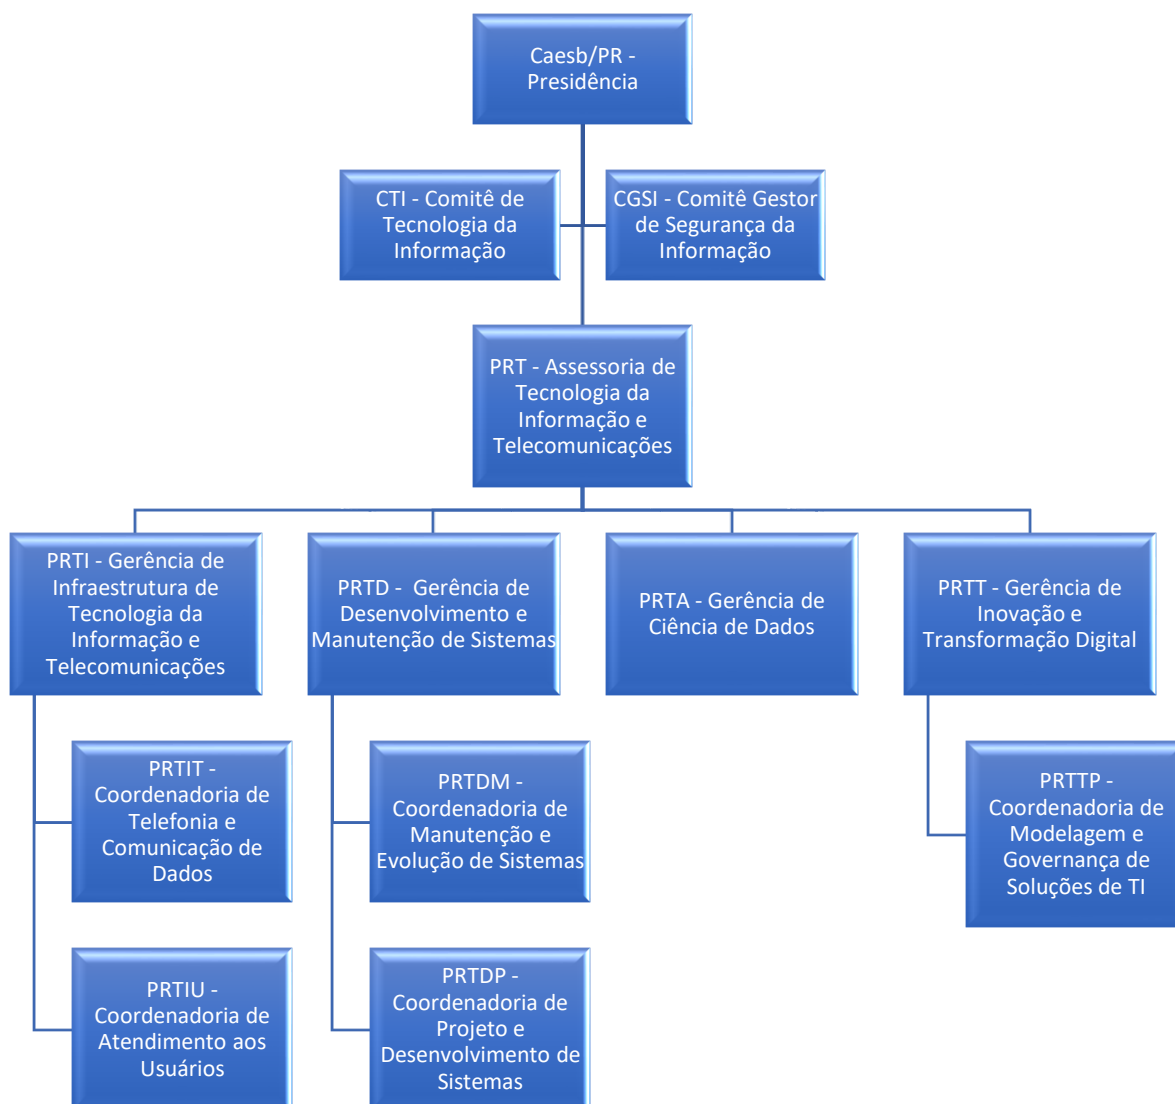 Caesb/PR -
Presidência
CTI - Comitê de
Tecnologia da
Informação
CGSI - Comitê Gestor
de Segurança da
Informação
PRT - Assessoria de
Tecnologia da
Informação e
Telecomunicações
PRTI - Gerência de
Infraestrutura de
Tecnologia da
Informação e
Telecomunicações
PRTD - Gerência de
Desenvolvimento e
Manutenção de Sistemas
PRTA - Gerência de
Ciência de Dados
PRTT - Gerência de
Inovação e
Transformação Digital
PRTIT -
Coordenadoria de
Telefonia e
Comunicação de
Dados
PRTDM -
Coordenadoria de
Manutenção e
Evolução de Sistemas
PRTTP -
Coordenadoria de
Modelagem e
Governança de
Soluções de TI
PRTIU -
Coordenadoria de
Atendimento aos
Usuários
PRTDP -
Coordenadoria de
Projeto e
Desenvolvimento de
Sistemas